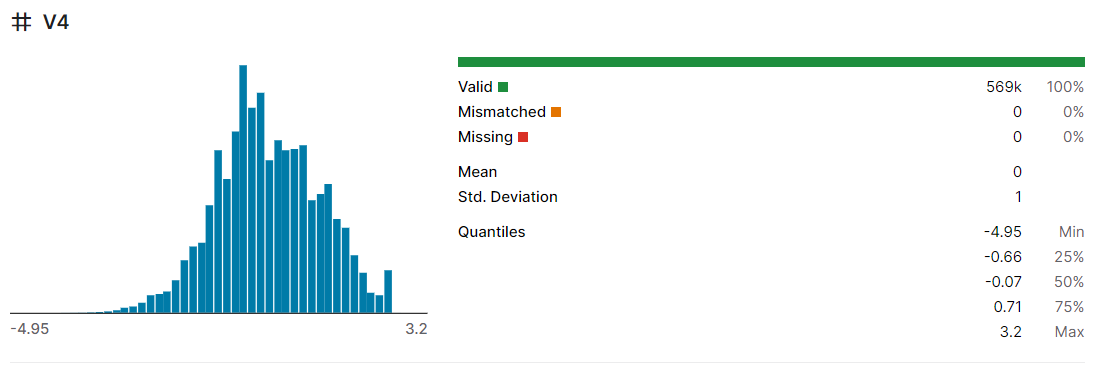 # V4
-4.95 3.2
Valid 569k 100%
Mismatched 0 0%
Missing 0 0%
Mean 0
Std. Deviation 1
Quantiles -4.95 Min
-0.66 25%
-0.07 50%
0.71 75%
3.2 Max